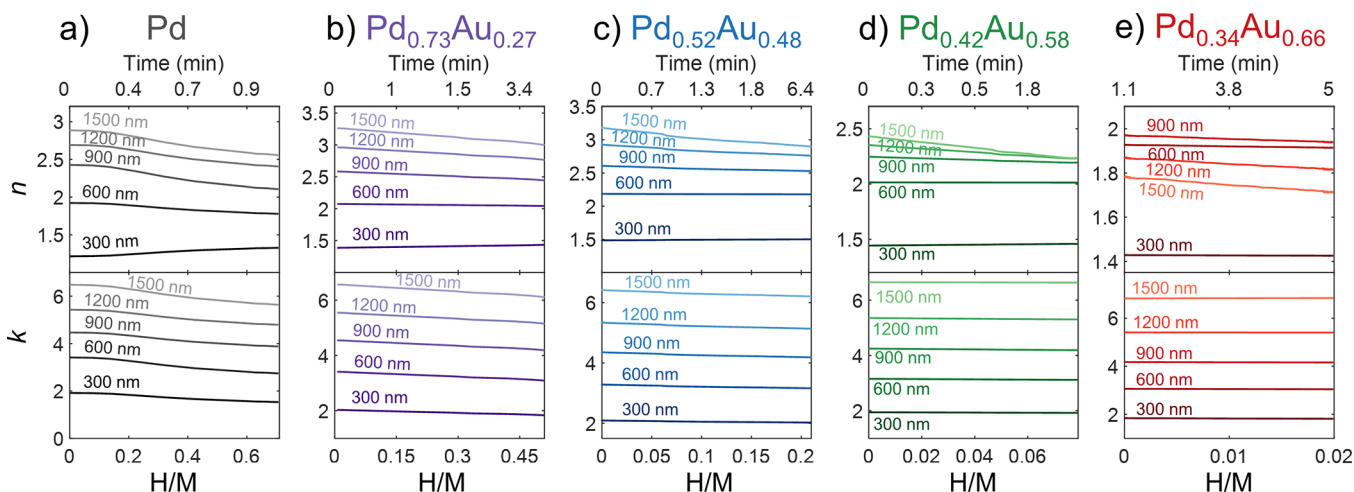 a) Pd
Time (min)
0 0.4 0.7 0.9
n
3
2.5
2
1.5
1500 nm
1200 nm
900 nm
600 nm
300 nm
k
6
4
2
0
1500 nm
1200 nm
900 nm
600 nm
300 nm
0 0.2 0.4 0.6
H/M
b) Pd0.73Au0.27
Time (min)
0 1 1.5 3.4
3.5
3
2.5
2
1.5
1
1500 nm
1200 nm
900 nm
600 nm
300 nm
6
4
2
1500 nm
1200 nm
900 nm
600 nm
300 nm
0 0.15 0.3 0.45
H/M
c) Pd0.52Au0.48
Time (min)
0 0.7 1.3 1.8 6.4
3.5
3
2.5
2
1.5
1
1500 nm
1200 nm
900 nm
600 nm
300 nm
6
4
2
1500 nm
1200 nm
900 nm
600 nm
300 nm
0 0.05 0.1 0.15 0.2
H/M
d) Pd0.42Au0.58
Time (min)
0 0.3 0.5 1.8
2.5
2
1.5
1500 nm
1200 nm
900 nm
600 nm
300 nm
6
4
2
1500 nm
1200 nm
900 nm
600 nm
300 nm
0 0.02 0.04 0.06
H/M
e) Pd0.34Au0.66
Time (min)
1.1 3.8 5
2
1.8
1.6
1.4
900 nm
600 nm
1200 nm
1500 nm
300 nm
6
4
2
1500 nm
1200 nm
900 nm
600 nm
300 nm
0 0.01 0.02
H/M